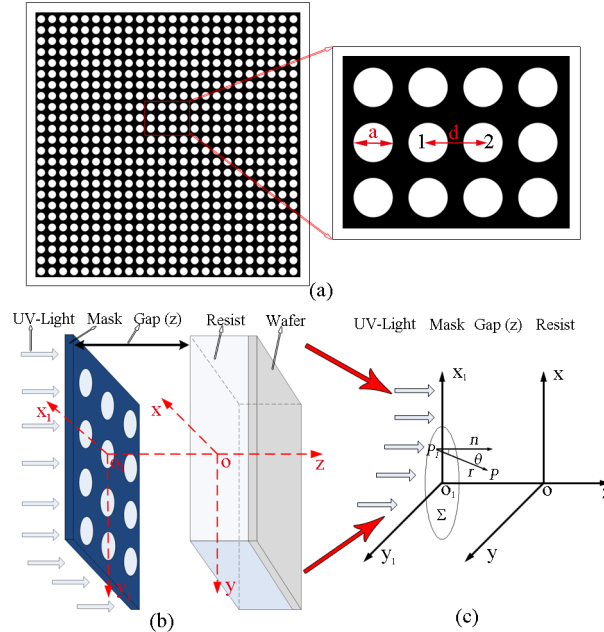 a
1
d
2
(a)
UV-Light Mask Gap (z) Resist Wafer
x₁
x
o₁
o
z
y₁
y
(b)
UV-Light Mask Gap (z) Resist
x₁
x
P₁
n
θ
r
P
o₁
o
z
Σ
y₁
y
(c)